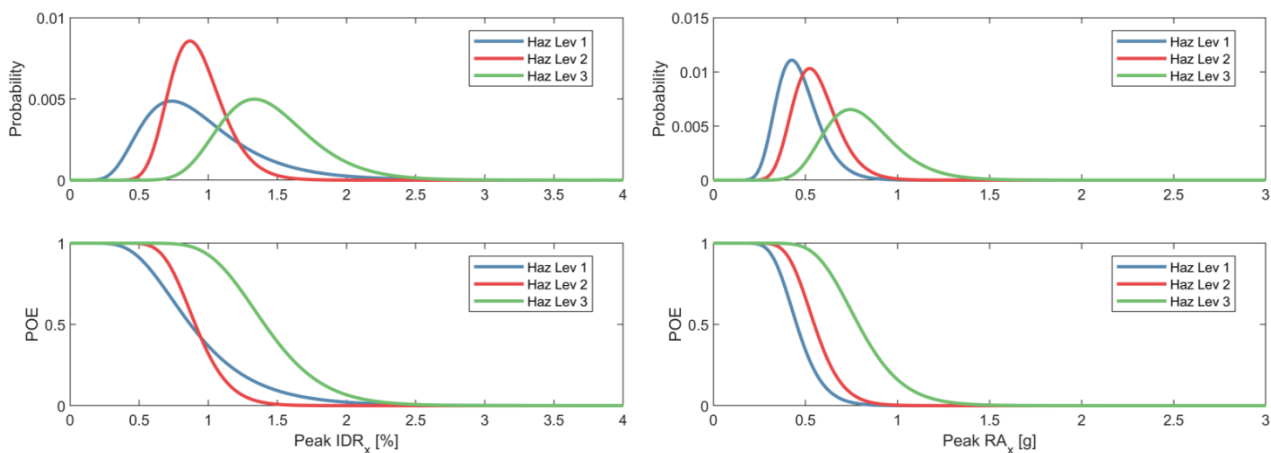 0.01
0.005
0
Probability
0 0.5 1 1.5 2 2.5 3 3.5 4
Haz Lev 1
Haz Lev 2
Haz Lev 3
0.015
0.01
0.005
0
Probability
0 0.5 1 1.5 2 2.5 3
Haz Lev 1
Haz Lev 2
Haz Lev 3
1
0.5
0
POE
0 0.5 1 1.5 2 2.5 3 3.5 4
Peak IDRx [%]
Haz Lev 1
Haz Lev 2
Haz Lev 3
1
0.5
0
POE
0 0.5 1 1.5 2 2.5 3
Peak RAx [g]
Haz Lev 1
Haz Lev 2
Haz Lev 3